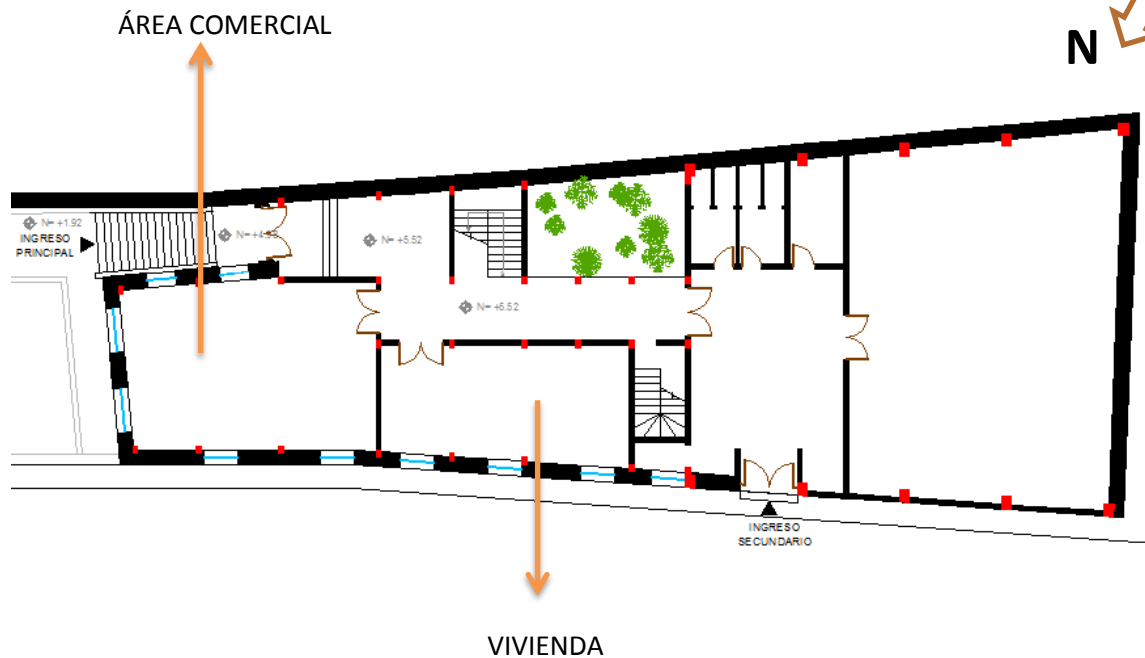 ÁREA COMERCIAL
N
N= +1.92
INGRESO
PRINCIPAL
N= +5.52
N= +6.52
INGRESO
SECUNDARIO
VIVIENDA